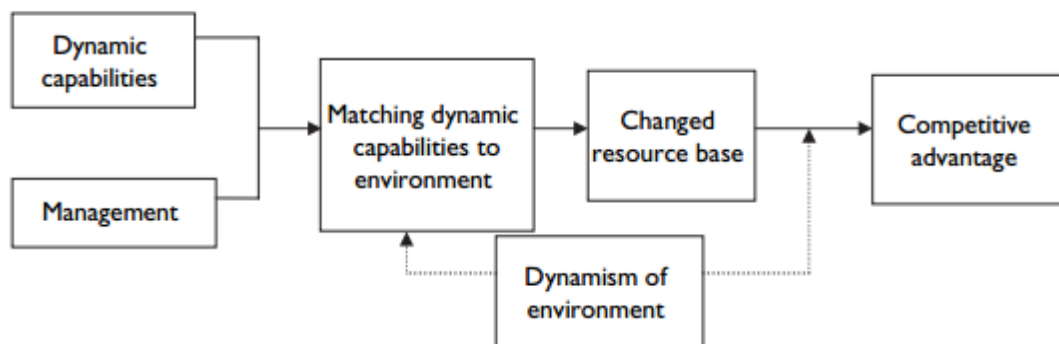 Dynamic
capabilities
Management
Matching dynamic
capabilities to
environment
Changed
resource base
Competitive
advantage
Dynamism of
environment